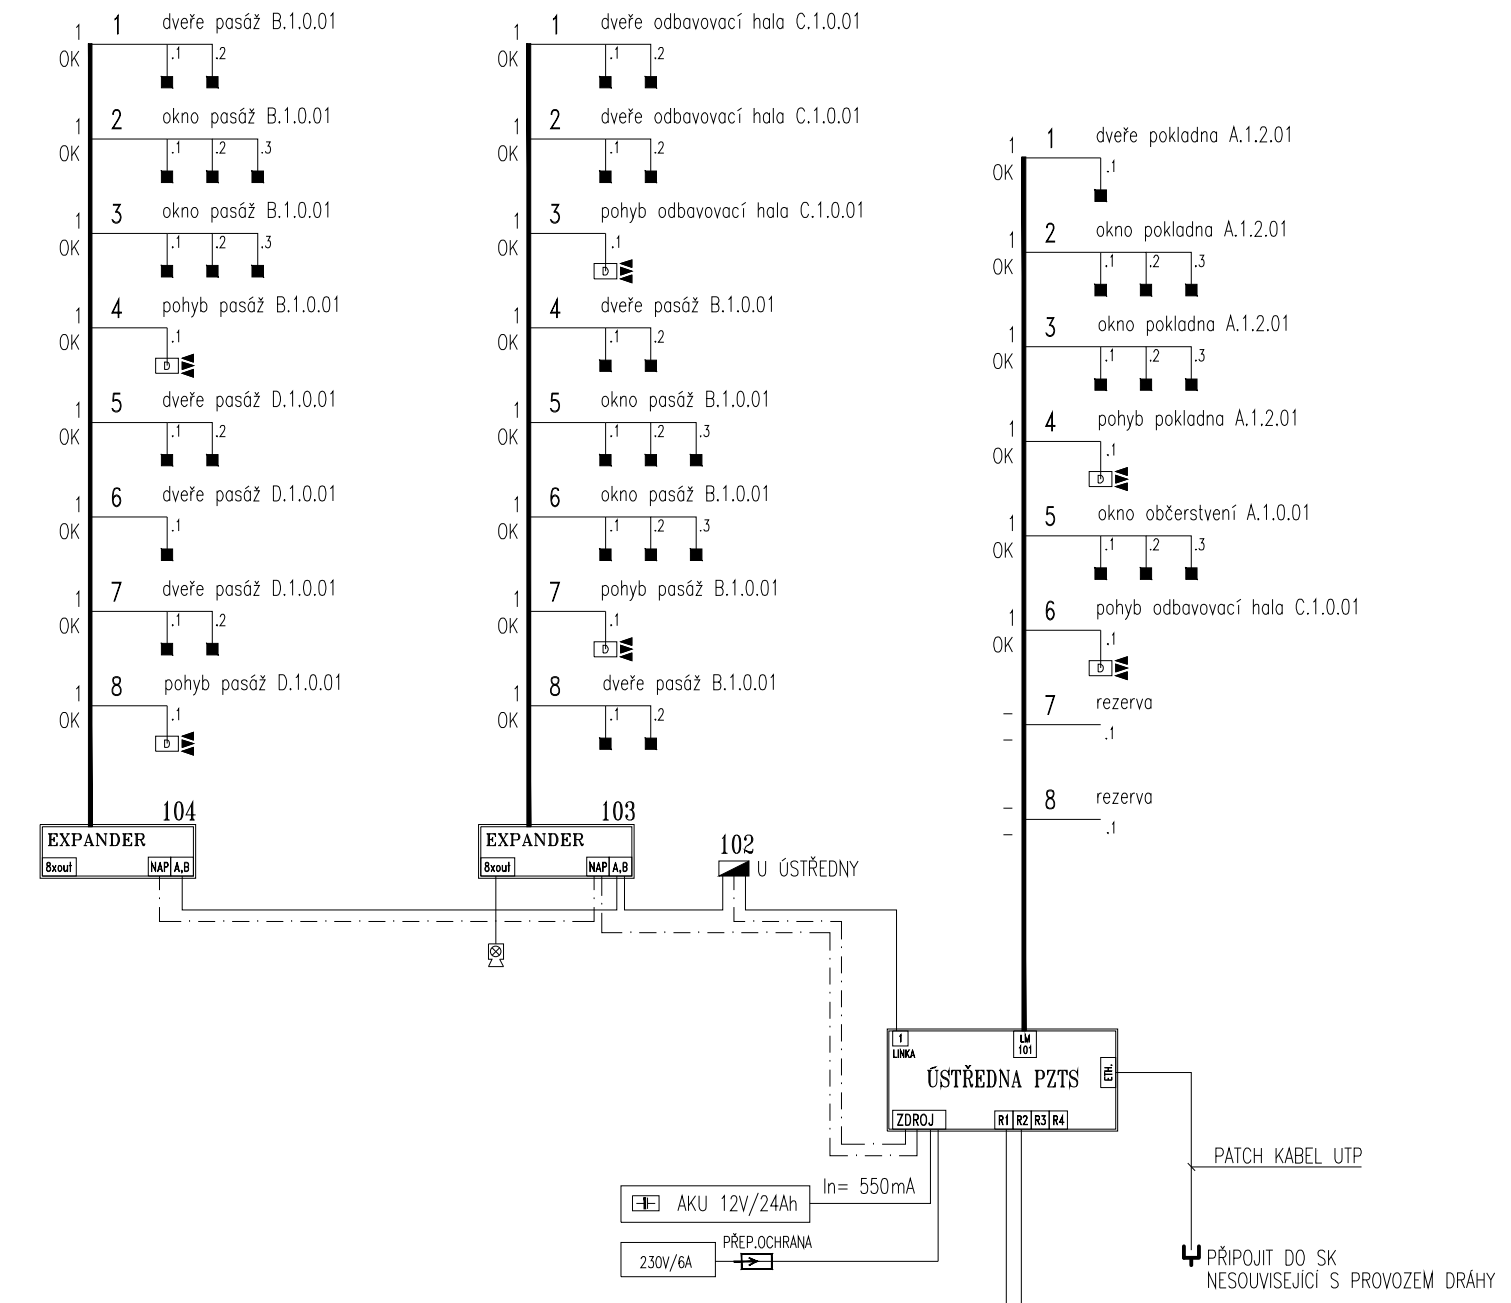 1 1 dveře pasáž B.1.0.01
OK .1 .2
1 2 okno pasáž B.1.0.01
OK .1 .2 .3
1 3 okno pasáž B.1.0.01
OK .1 .2 .3
1 4 pohyb pasáž B.1.0.01
OK .1
D
1 5 dveře pasáž D.1.0.01
OK .1 .2
1 6 dveře pasáž D.1.0.01
OK .1
1 7 dveře pasáž D.1.0.01
OK .1 .2
1 8 pohyb pasáž D.1.0.01
OK .1
D
104
EXPANDER
8xout NAP A,B
1 1 dveře odbavovací hala C.1.0.01
OK .1 .2
1 2 dveře odbavovací hala C.1.0.01
OK .1 .2
1 3 pohyb odbavovací hala C.1.0.01
OK .1
D
1 4 dveře pasáž B.1.0.01
OK .1 .2
1 5 okno pasáž B.1.0.01
OK .1 .2 .3
1 6 okno pasáž B.1.0.01
OK .1 .2 .3
1 7 pohyb pasáž B.1.0.01
OK .1
D
1 8 dveře pasáž B.1.0.01
OK .1 .2
103
EXPANDER
8xout NAP A,B
102
U ÚSTŘEDNY
1 1 dveře pokladna A.1.2.01
OK .1
1 2 okno pokladna A.1.2.01
OK .1 .2 .3
1 3 okno pokladna A.1.2.01
OK .1 .2 .3
1 4 pohyb pokladna A.1.2.01
OK .1
D
1 5 okno občerstvení A.1.0.01
OK .1 .2 .3
1 6 pohyb odbavovací hala C.1.0.01
OK .1
D
– 7 rezerva
– .1
– 8 rezerva
– .1
1 LM
LINKA 101
ÚSTŘEDNA PZTS ETH.
ZDROJ R1 R2 R3 R4
PATCH KABEL UTP
In= 550mA
AKU 12V/24Ah
PŘEP.OCHRANA
230V/6A
PŘIPOJIT DO SK
NESOUVISEJÍCÍ S PROVOZEM DRÁHY